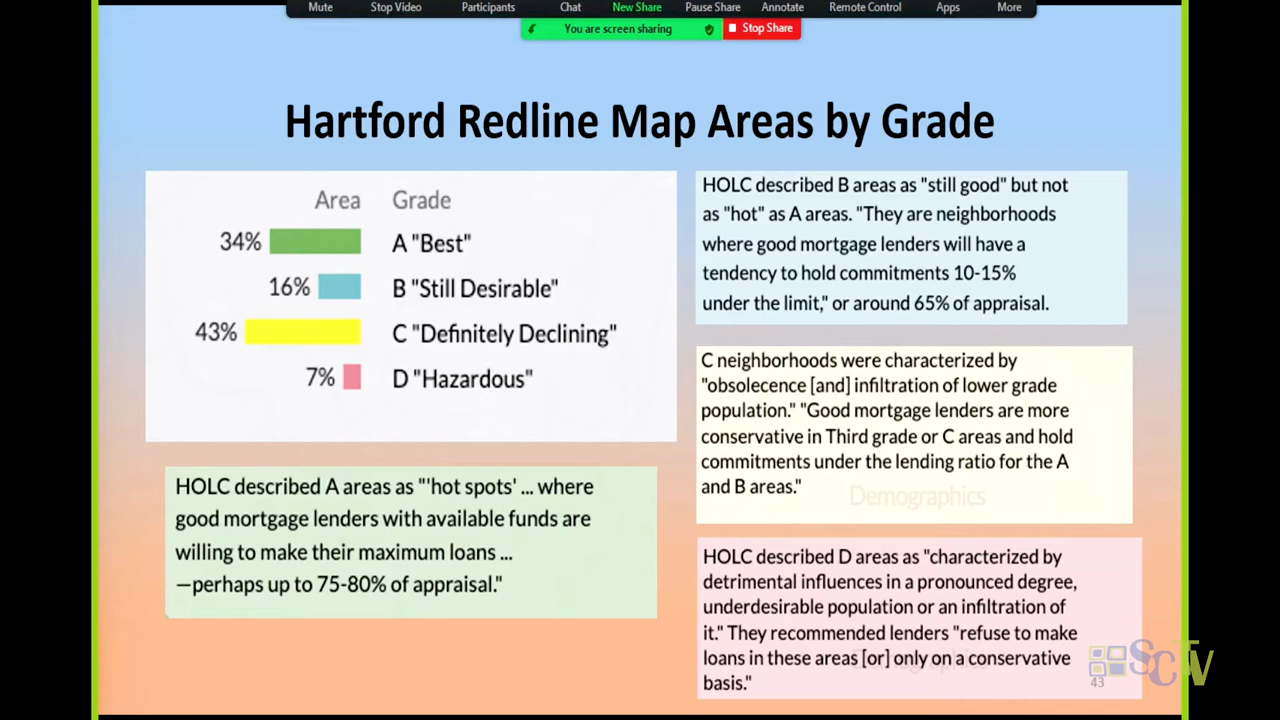 Mute Stop Video Participants Chat New Share Pause Share Annotate Remote Control Apps More
You are screen sharing Stop Share
Hartford Redline Map Areas by Grade
Area Grade
34% A "Best"
16% B "Still Desirable"
43% C "Definitely Declining"
7% D "Hazardous"
HOLC described A areas as "'hot spots' ... where
good mortgage lenders with available funds are
willing to make their maximum loans ...
—perhaps up to 75-80% of appraisal."
HOLC described B areas as "still good" but not
as "hot" as A areas. "They are neighborhoods
where good mortgage lenders will have a
tendency to hold commitments 10-15%
under the limit," or around 65% of appraisal.
C neighborhoods were characterized by
"obsolecence [and] infiltration of lower grade
population." "Good mortgage lenders are more
conservative in Third grade or C areas and hold
commitments under the lending ratio for the A
and B areas."
Demographics
HOLC described D areas as "characterized by
detrimental influences in a pronounced degree,
underdesirable population or an infiltration of
it." They recommended lenders "refuse to make
loans in these areas [or] only on a conservative
basis."
43
SCTV